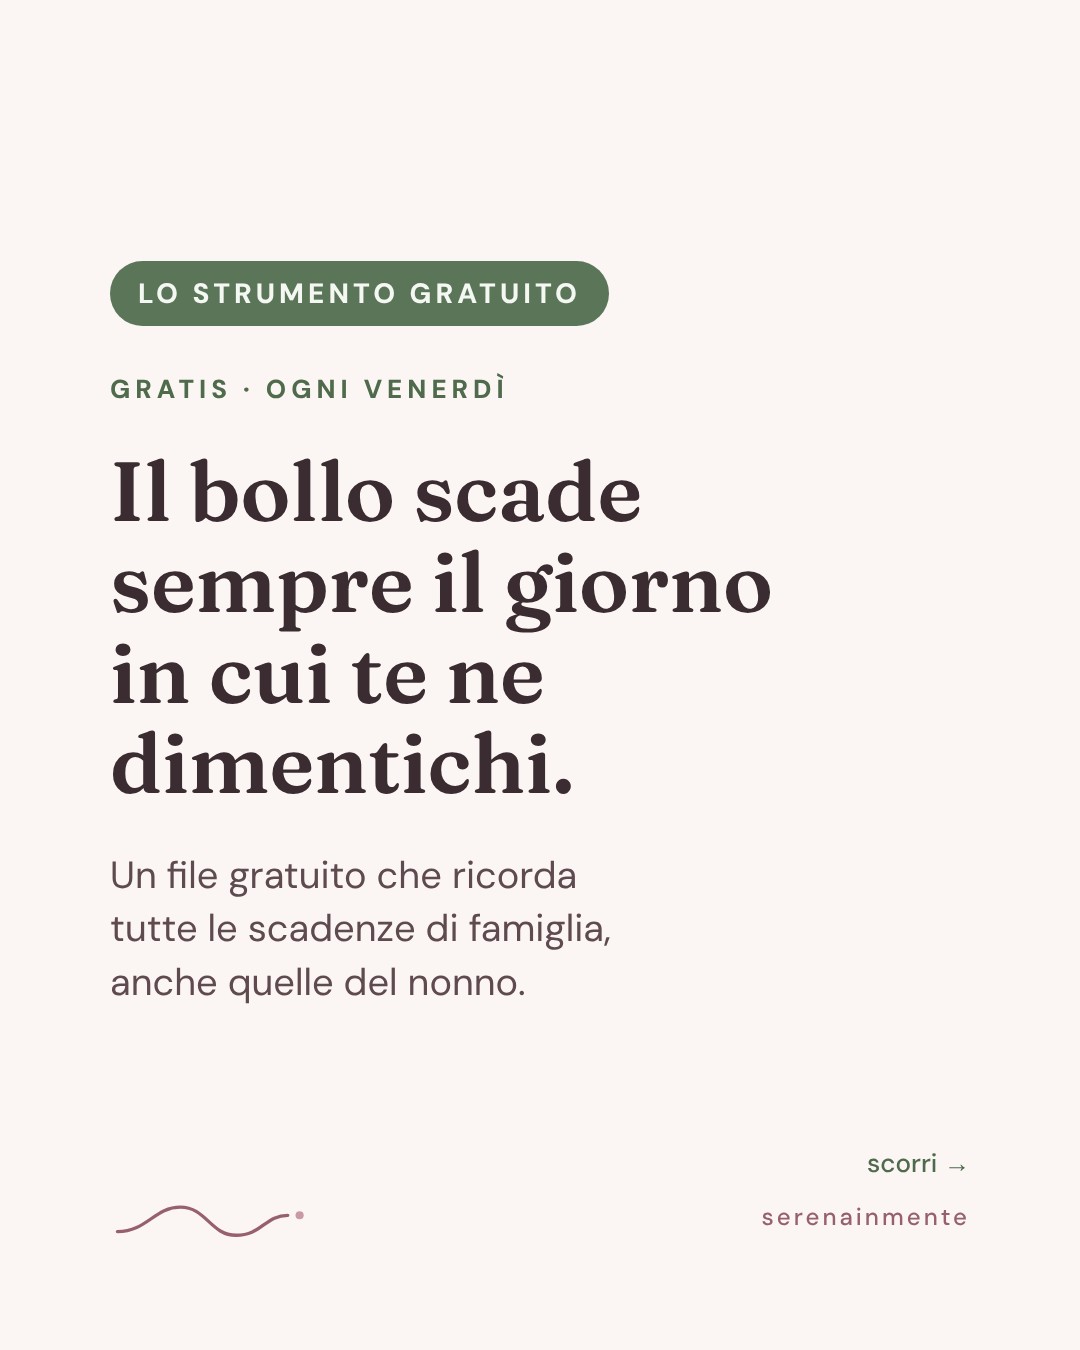 LO STRUMENTO GRATUITO
GRATIS · OGNI VENERDÌ
Il bollo scade
sempre il giorno
in cui te ne
dimentichi.
Un file gratuito che ricorda
tutte le scadenze di famiglia,
anche quelle del nonno.
scorri →
serenainmente